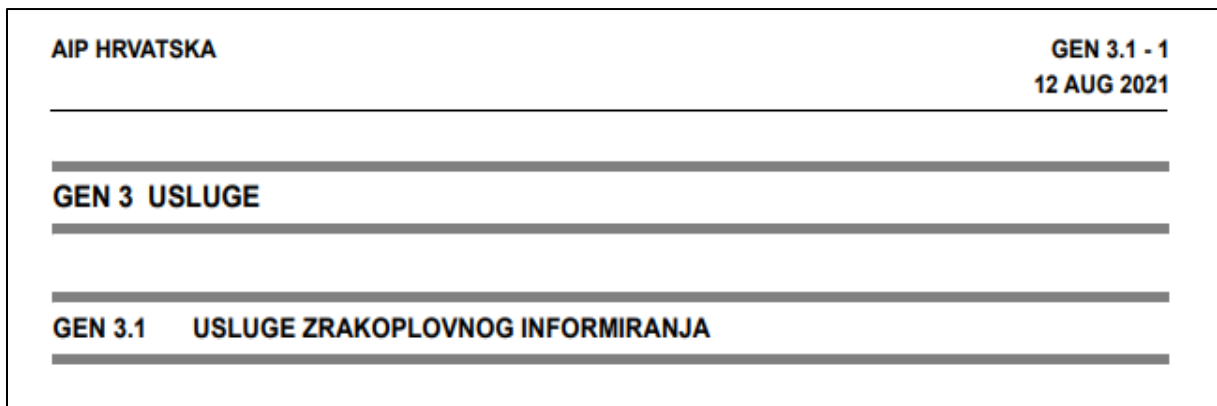 AIP HRVATSKA
GEN 3.1 - 1
12 AUG 2021
GEN 3 USLUGE
GEN 3.1 USLUGE ZRAKOPLOVNOG INFORMIRANJA